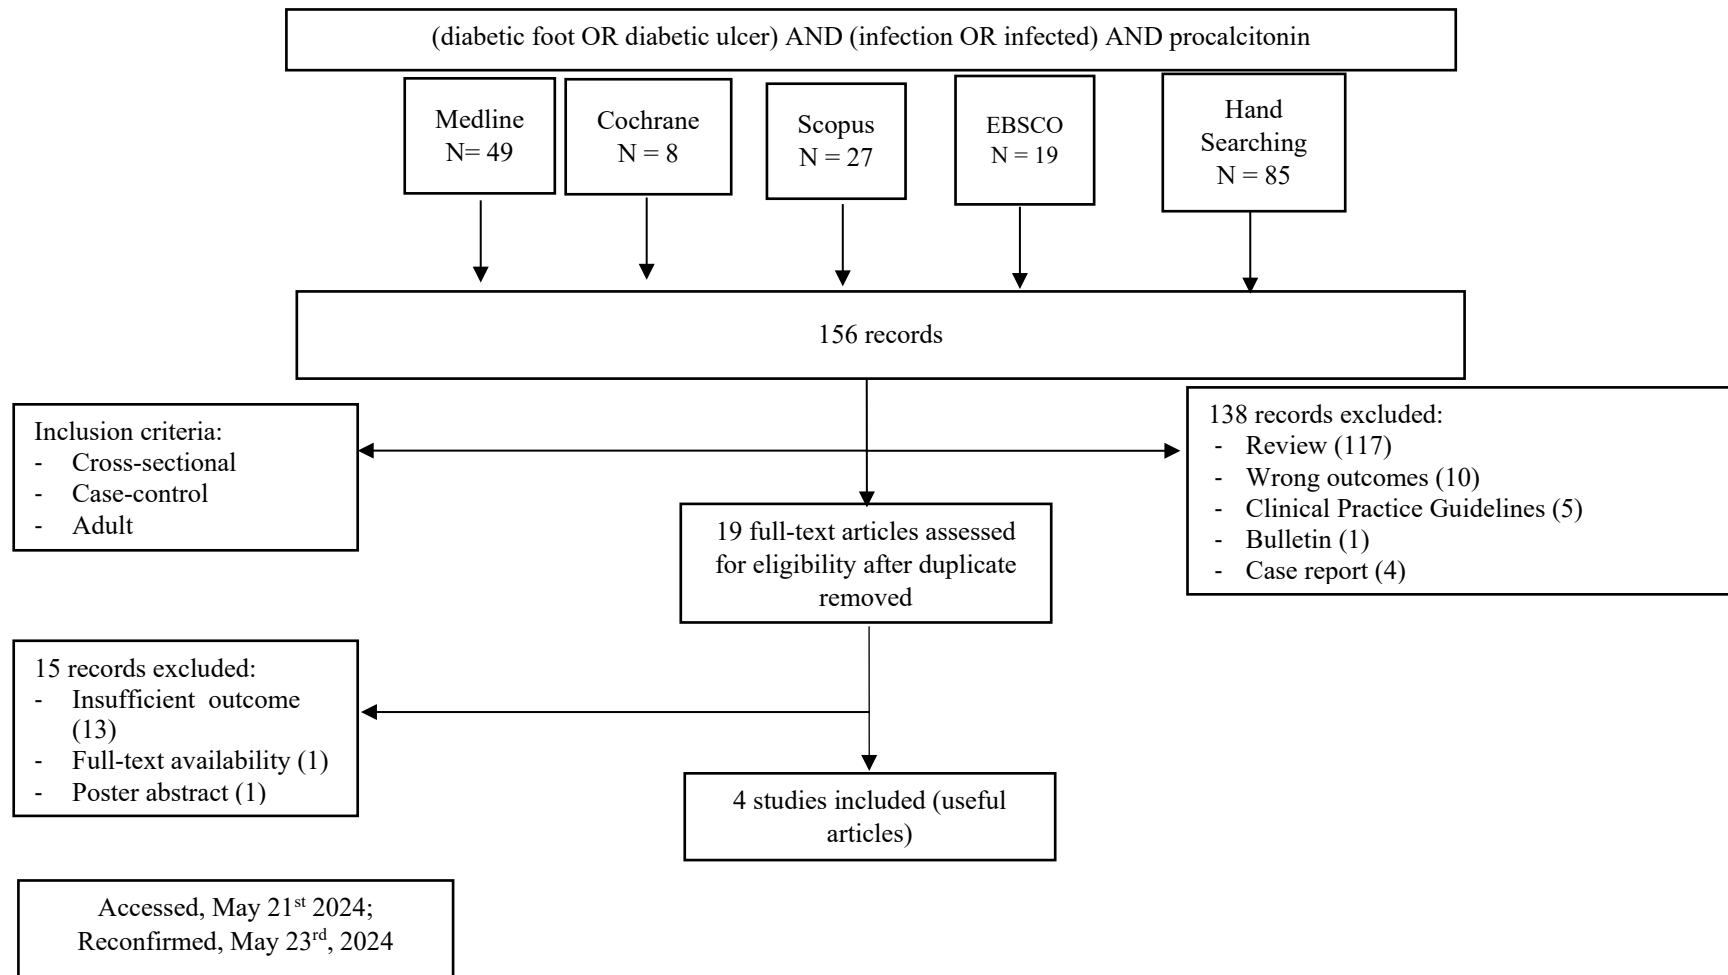 (diabetic foot OR diabetic ulcer) AND (infection OR infected) AND procalcitonin
Medline
N= 49
Cochrane
N = 8
Scopus
N = 27
EBSCO
N = 19
Hand
Searching
N = 85
156 records
Inclusion criteria:
- Cross-sectional
- Case-control
- Adult
138 records excluded:
- Review (117)
- Wrong outcomes (10)
- Clinical Practice Guidelines (5)
- Bulletin (1)
- Case report (4)
19 full-text articles assessed
for eligibility after duplicate
removed
15 records excluded:
- Insufficient outcome
(13)
- Full-text availability (1)
- Poster abstract (1)
4 studies included (useful
articles)
Accessed, May 21st 2024;
Reconfirmed, May 23rd, 2024